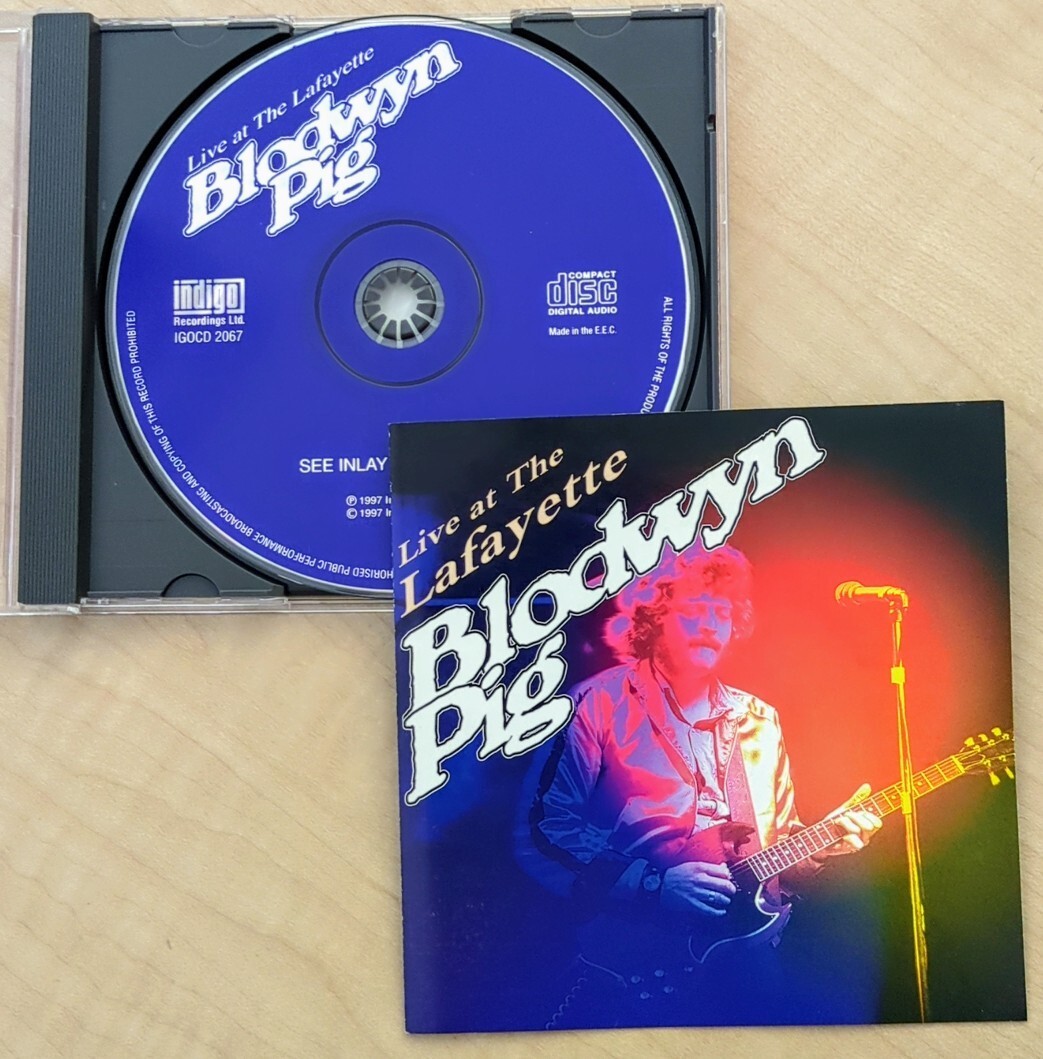 Live at The Lafayette
Blodwyn
Pig
indigo
Recordings Ltd.
IGOCD 2067
COMPACT
disc
DIGITAL AUDIO
Made in the E.E.C.
SEE INLAY
℗ 1997
© 1997
ALL RIGHTS OF THE
PUBLIC PERFORMANCE BROADCASTING AND COPYING OF THIS RECORD PROHIBITED
Live at The
Lafayette
Blodwyn
Pig